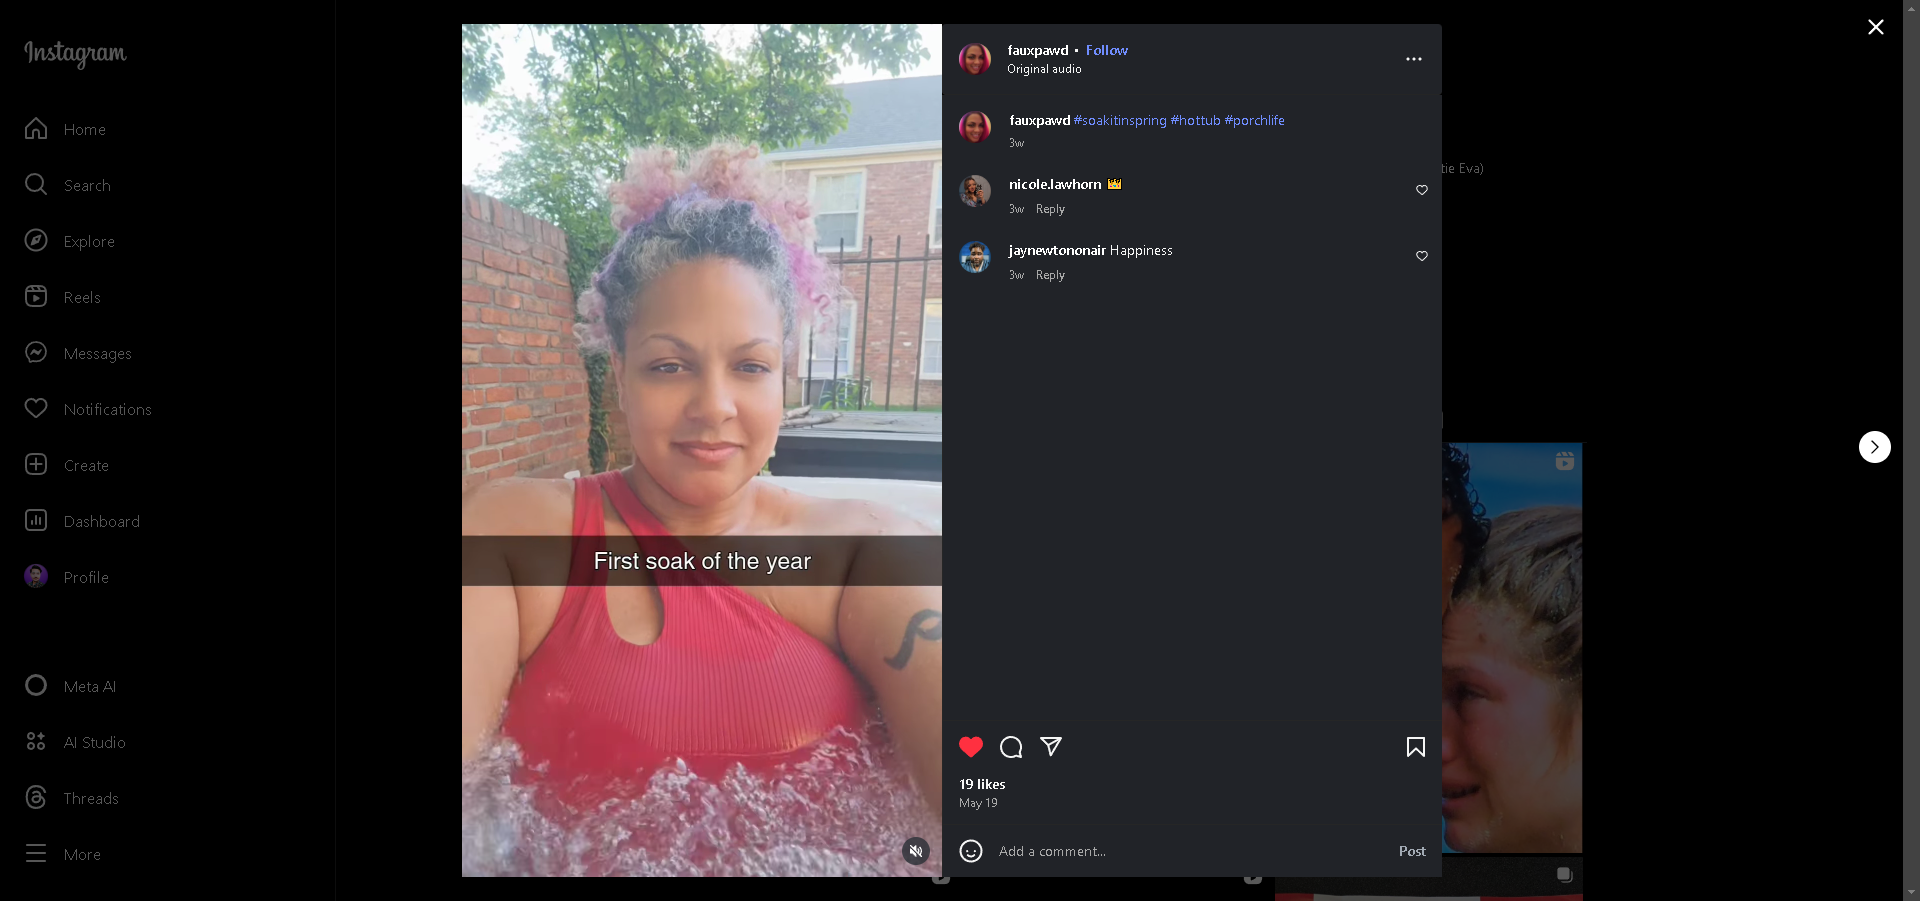 Instagram
Home
Search
Explore
Reels
Messages
Notifications
Create
Dashboard
Profile
Meta AI
AI Studio
Threads
More
First soak of the year
fauxpawd • Follow
Original audio
fauxpawd #soakitinspring #hottub #porchlife
3w
nicole.lawhorn
3w Reply
jaynewtononair Happiness
3w Reply
19 likes
May 19
Add a comment...
Post
tie Eva)